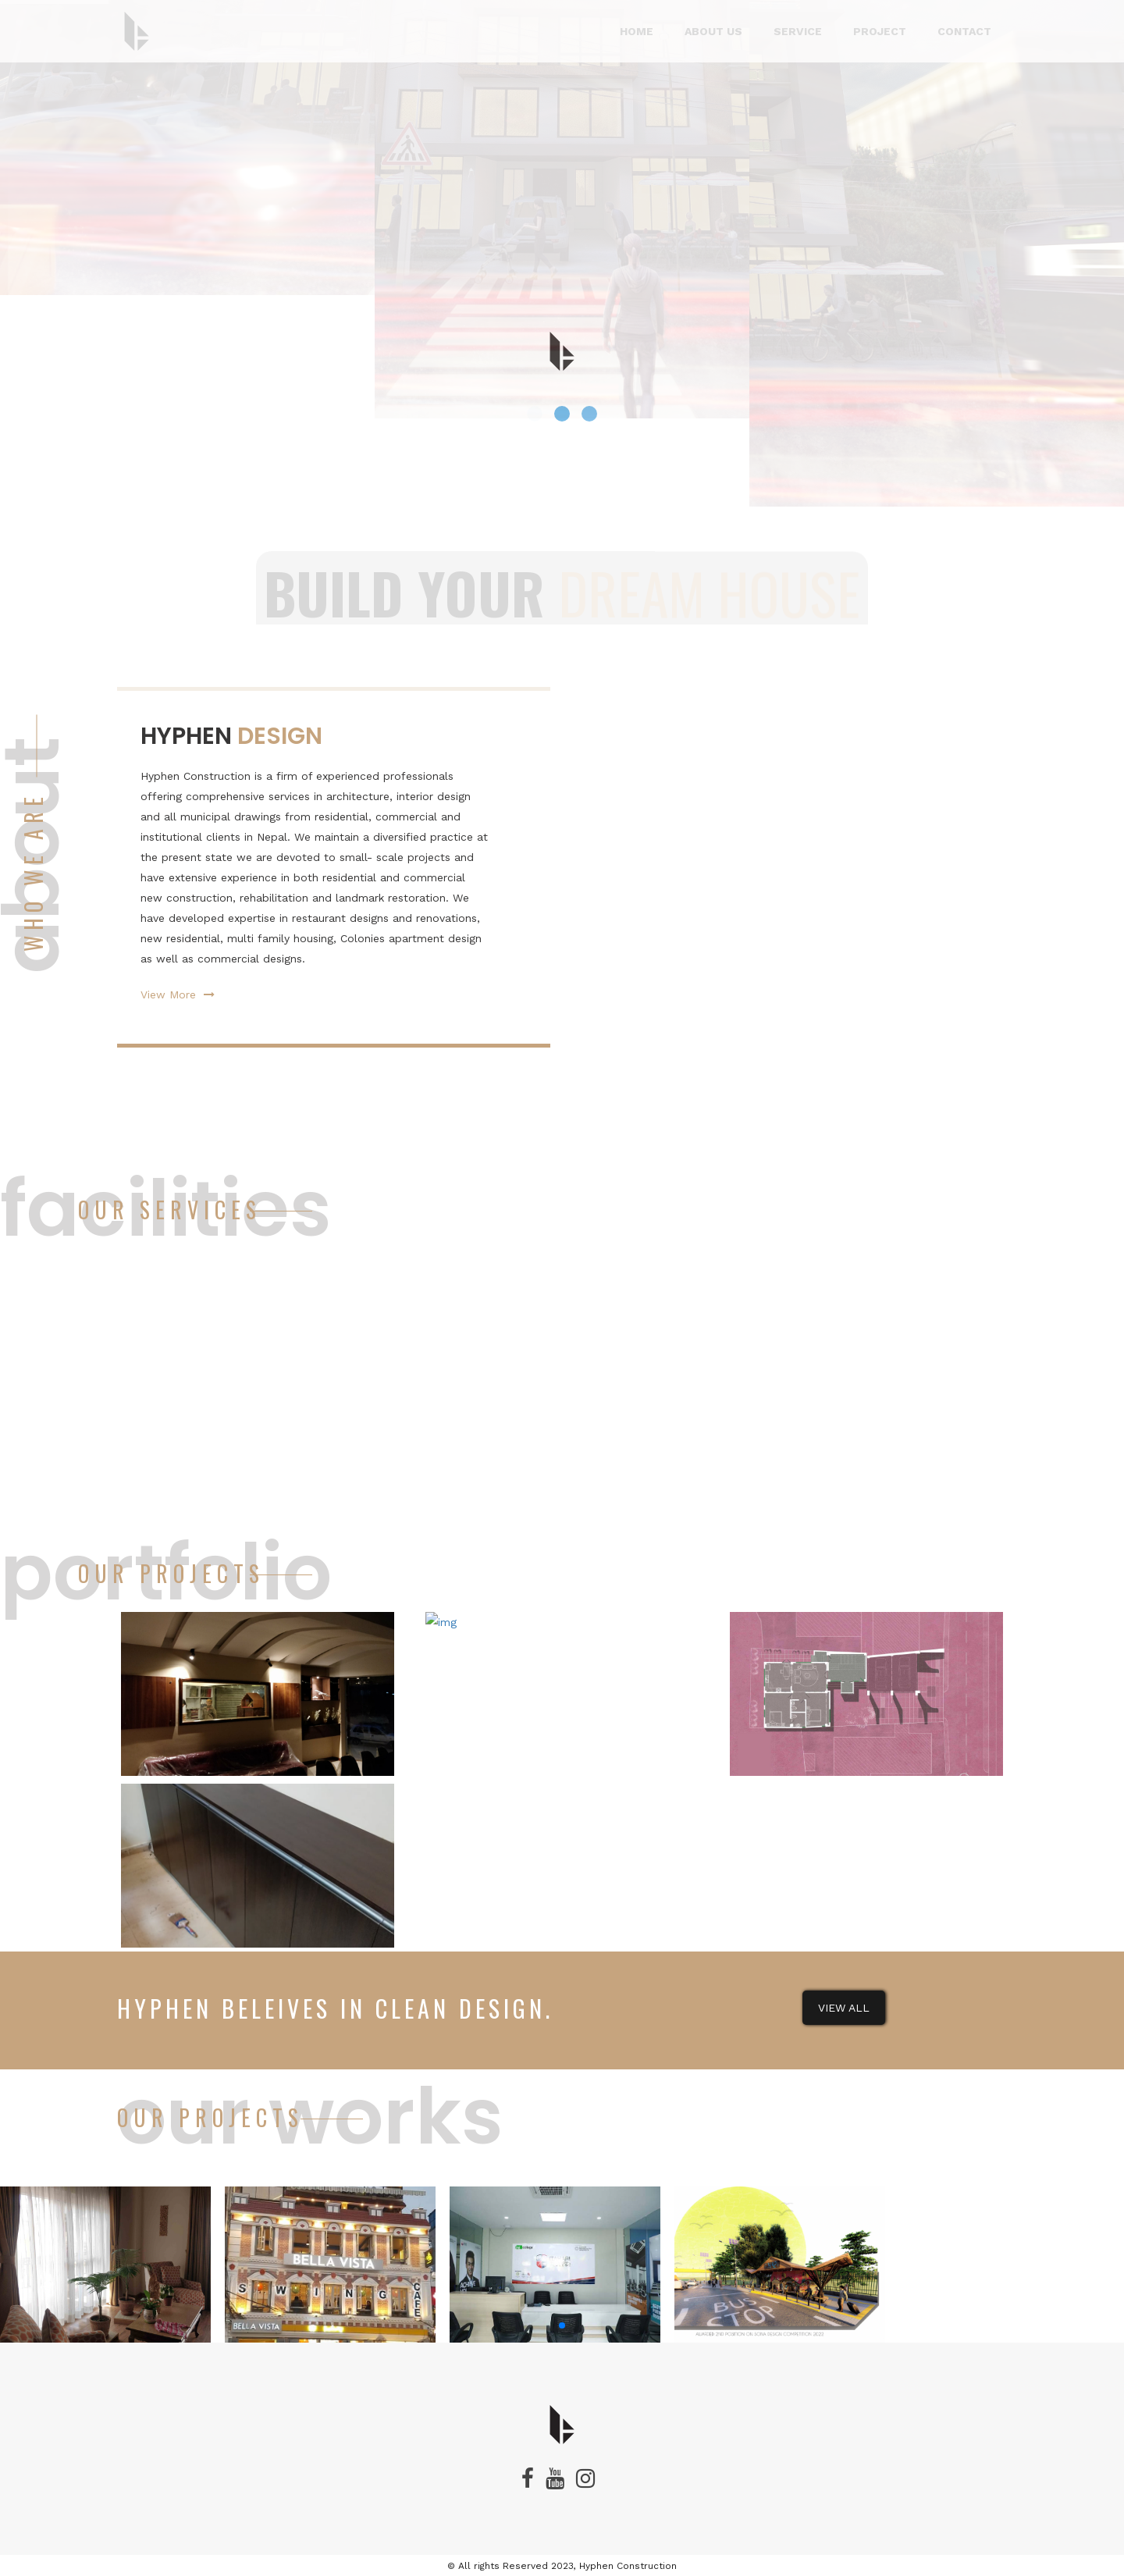 HOME ABOUT US SERVICE PROJECT CONTACT
BUILD YOUR DREAM HOUSE
about
WHO WE ARE
HYPHEN DESIGN
Hyphen Construction is a firm of experienced professionals
offering comprehensive services in architecture, interior design
and all municipal drawings from residential, commercial and
institutional clients in Nepal. We maintain a diversified practice at
the present state we are devoted to small- scale projects and
have extensive experience in both residential and commercial
new construction, rehabilitation and landmark restoration. We
have developed expertise in restaurant designs and renovations,
new residential, multi family housing, Colonies apartment design
as well as commercial designs.
View More
facilities
OUR SERVICES
portfolio
OUR PROJECTS
img
HYPHEN BELEIVES IN CLEAN DESIGN.
VIEW ALL
our works
OUR PROJECTS
BELLA VISTA
SWING
CAFE
BELLA VISTA
BUS
STOP
You
Tube
© All rights Reserved 2023, Hyphen Construction